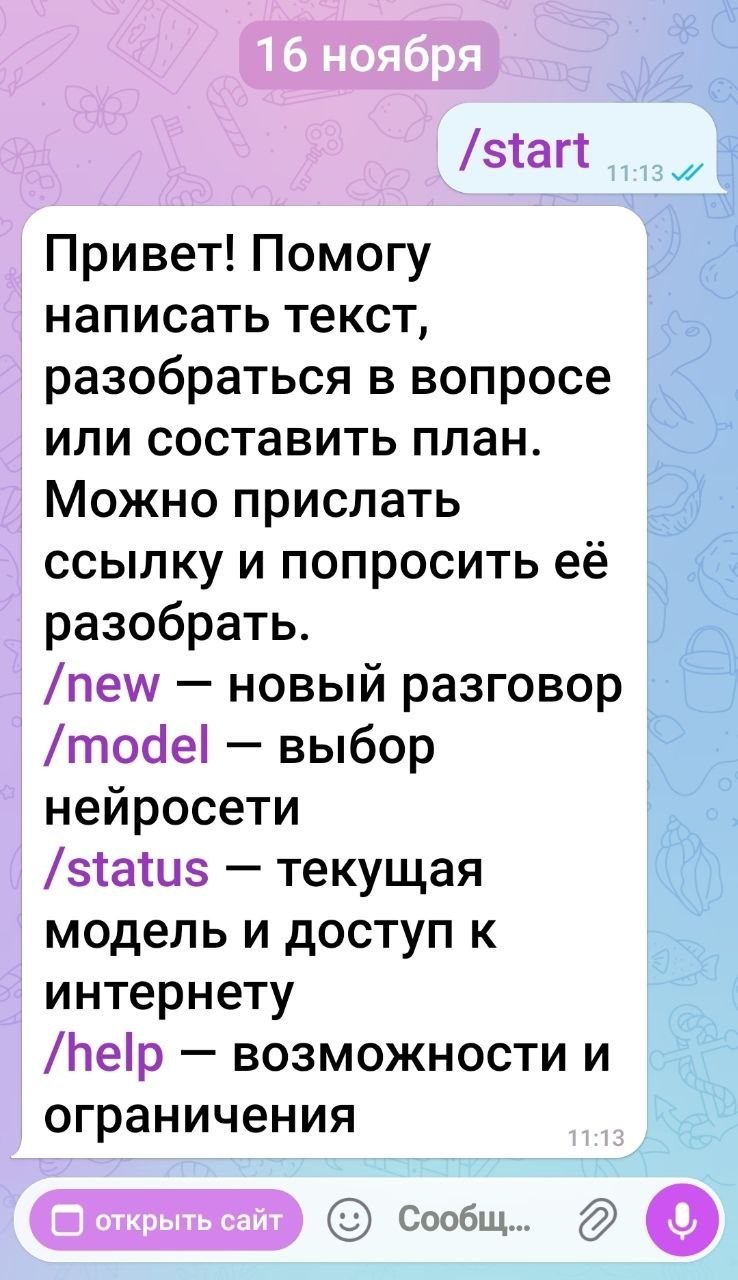 16 ноября
/start
11:13
Привет! Помогу
написать текст,
разобраться в вопросе
или составить план.
Можно прислать
ссылку и попросить её
разобрать.
/new — новый разговор
/model — выбор
нейросети
/status — текущая
модель и доступ к
интернету
/help — возможности и
ограничения
11:13
открыть сайт
Сообщ...